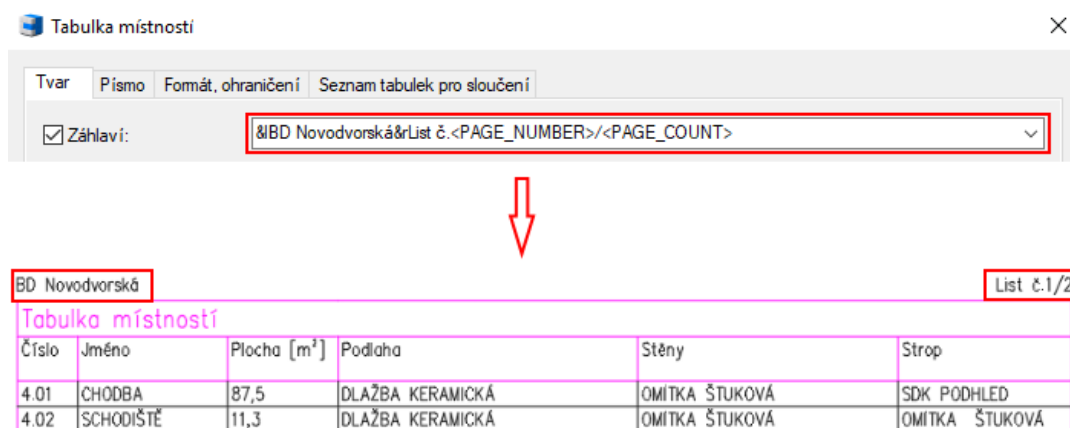 Tabulka místností
Tvar Písmo Formát, ohraničení Seznam tabulek pro sloučení
Záhlaví: &lBD Novodvorská&rList č.<PAGE_NUMBER>/<PAGE_COUNT>
BD Novodvorská List č.1/2
Tabulka místností
Číslo Jméno Plocha [m²] Podlaha Stěny Strop
4.01 CHODBA 87,5 DLAŽBA KERAMICKÁ OMÍTKA ŠTUKOVÁ SDK PODHLED
4.02 SCHODIŠTĚ 11,3 DLAŽBA KERAMICKÁ OMÍTKA ŠTUKOVÁ OMÍTKA ŠTUKOVÁ